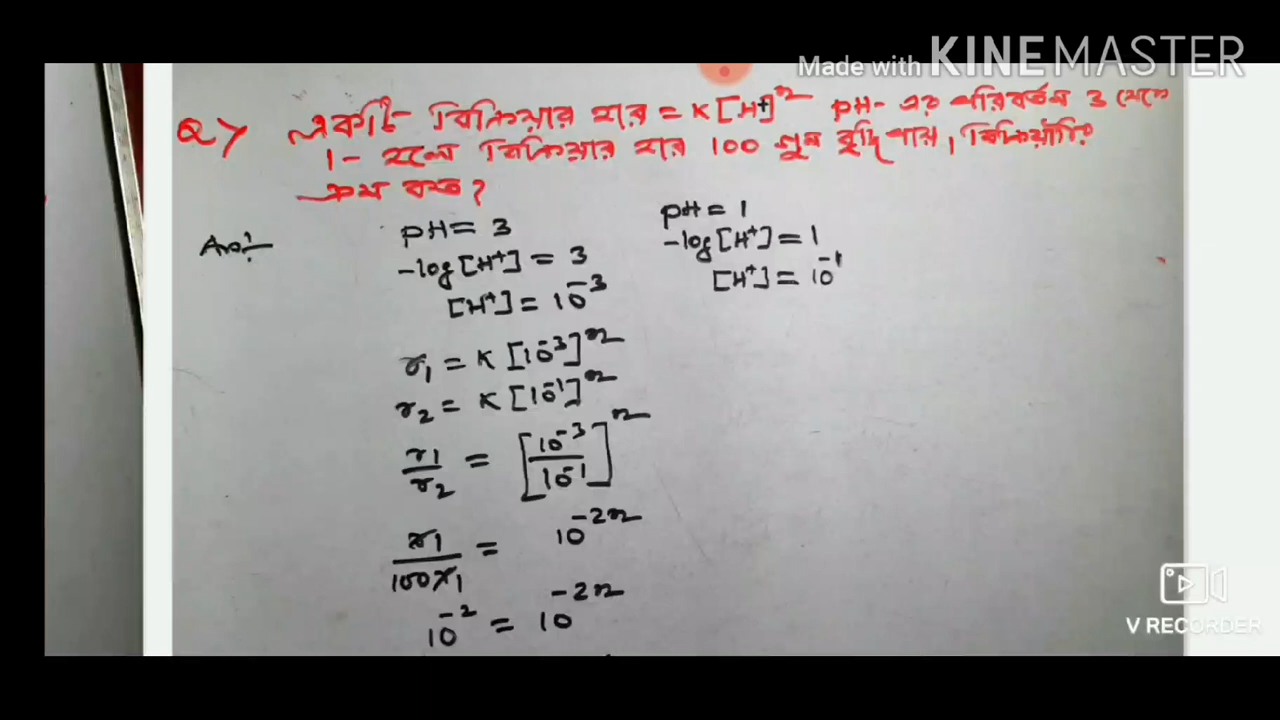 Made with KINEMASTER
Q> একটি বিক্রিয়ার হার = K[H+]ⁿ pH- এর পরিবর্তন 3 থেকে
1- হলে বিক্রিয়ার হার 100 গুন বৃদ্ধি পায়, বিক্রিয়াটির
ক্রম কত?
Ans:
pH = 3
pH = 1
-log[H+] = 3
-log[H+] = 1
[H+] = 10⁻³
[H+] = 10⁻¹
r₁ = K [10⁻³]ⁿ
r₂ = K [10⁻¹]ⁿ
r₁/r₂ = [10⁻³/10⁻¹]ⁿ
r₁/100r₁ = 10⁻²ⁿ
10⁻² = 10⁻²ⁿ
V RECORDER